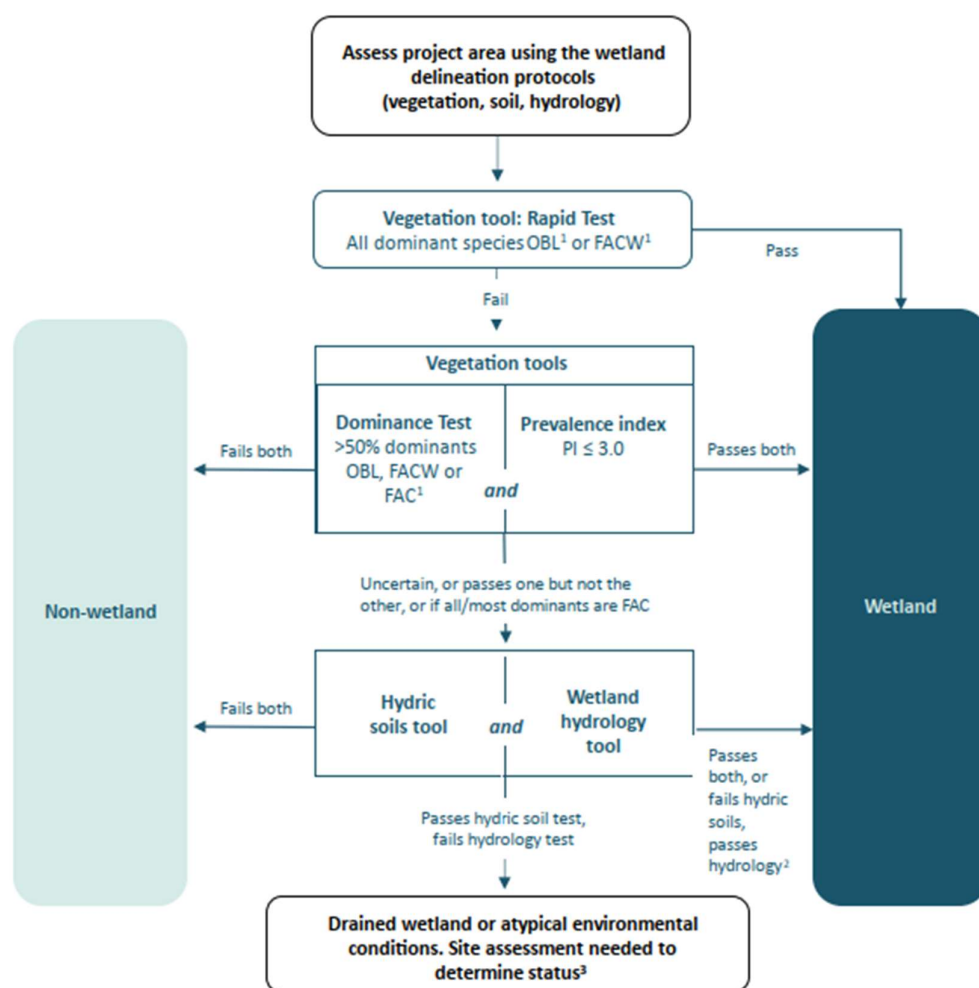 Assess project area using the wetland
delineation protocols
(vegetation, soil, hydrology)
Vegetation tool: Rapid Test
All dominant species OBL¹ or FACW¹
Pass
Fail
Vegetation tools
Dominance Test
>50% dominants
OBL, FACW or
FAC¹
and
Prevalence index
PI ≤ 3.0
Fails both
Passes both
Non-wetland
Wetland
Uncertain, or passes one but not the
other, or if all/most dominants are FAC
Hydric
soils tool
and
Wetland
hydrology
tool
Fails both
Passes
both, or
fails hydric
soils,
passes
hydrology²
Passes hydric soil test,
fails hydrology test
Drained wetland or atypical environmental
conditions. Site assessment needed to
determine status³